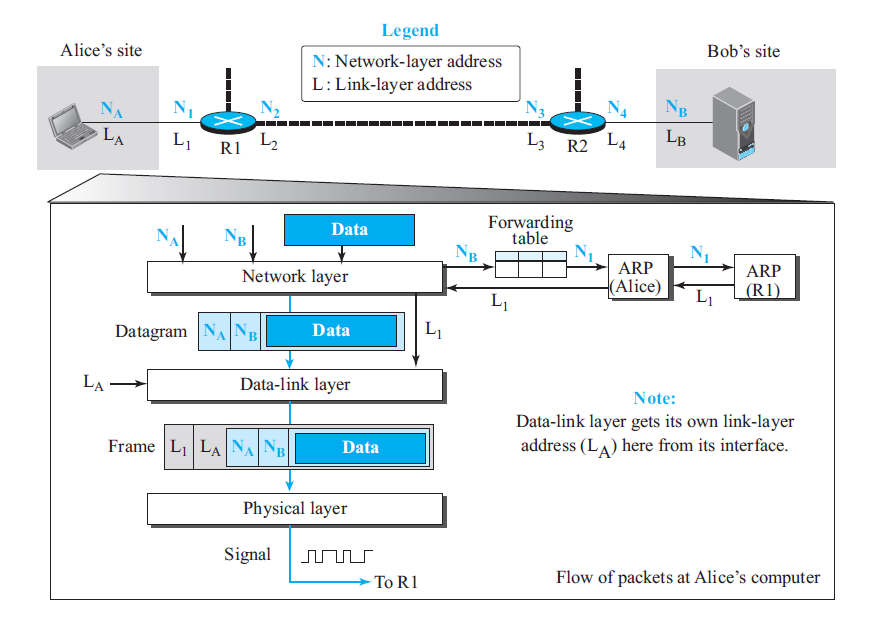 Legend
Alice's site
Bob's site
N: Network-layer address
L: Link-layer address
NA N1 N2 N3 N4 NB
LA L1 R1 L2 L3 R2 L4 LB
Forwarding
table
NA NB Data
NB N1 N1
Network layer
ARP
(Alice)
ARP
(R1)
L1 L1
Datagram NA NB Data L1
LA Data-link layer
Note:
Data-link layer gets its own link-layer
address (LA) here from its interface.
Frame L1 LA NA NB Data
Physical layer
Signal
To R1
Flow of packets at Alice's computer